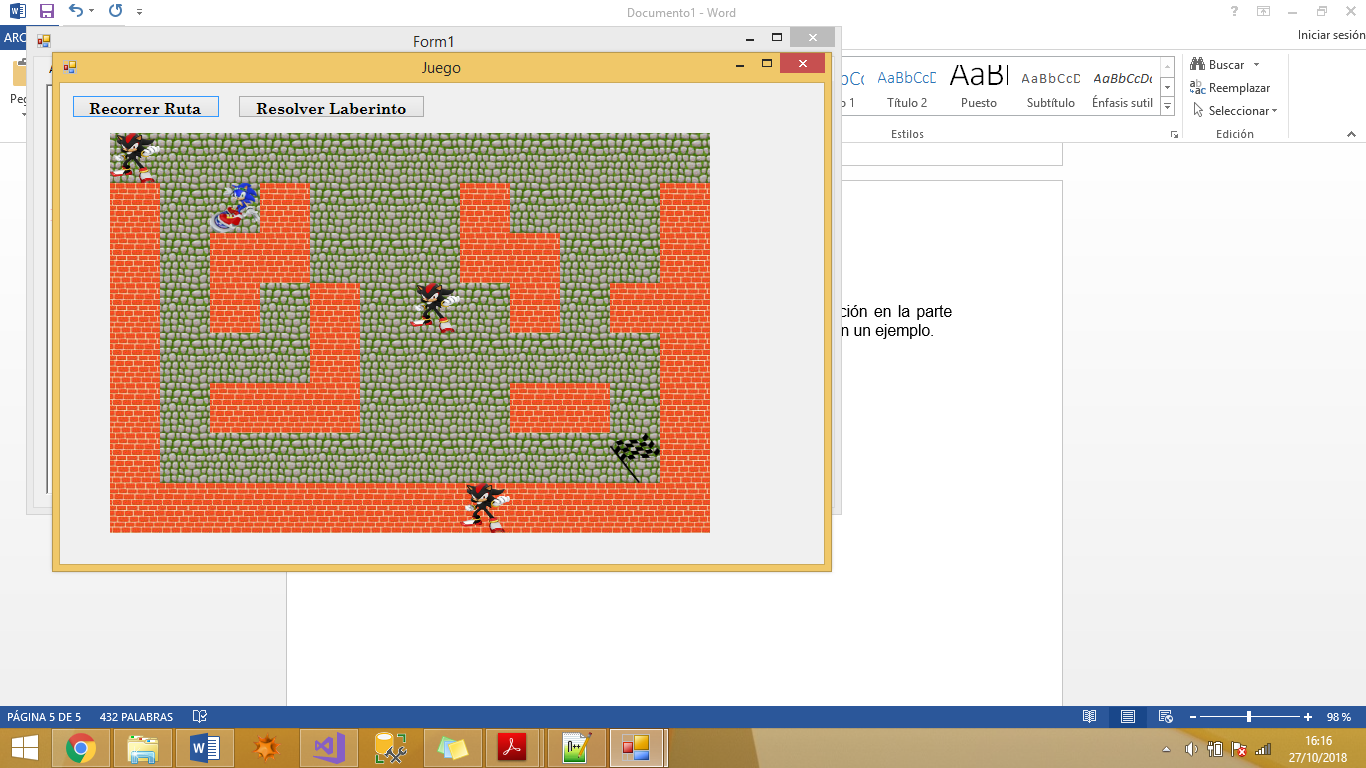 Documento1 - Word
ARC
Iniciar sesión
Form1
Juego
Recorrer Ruta
Resolver Laberinto
AaBbCcD
AaBbCcD
Título 2
Puesto
Subtítulo
Énfasis sutil
Estilos
Buscar
Reemplazar
Seleccionar
Edición
ción en la parte
n un ejemplo.
PÁGINA 5 DE 5
432 PALABRAS
98 %
16:16
27/10/2018